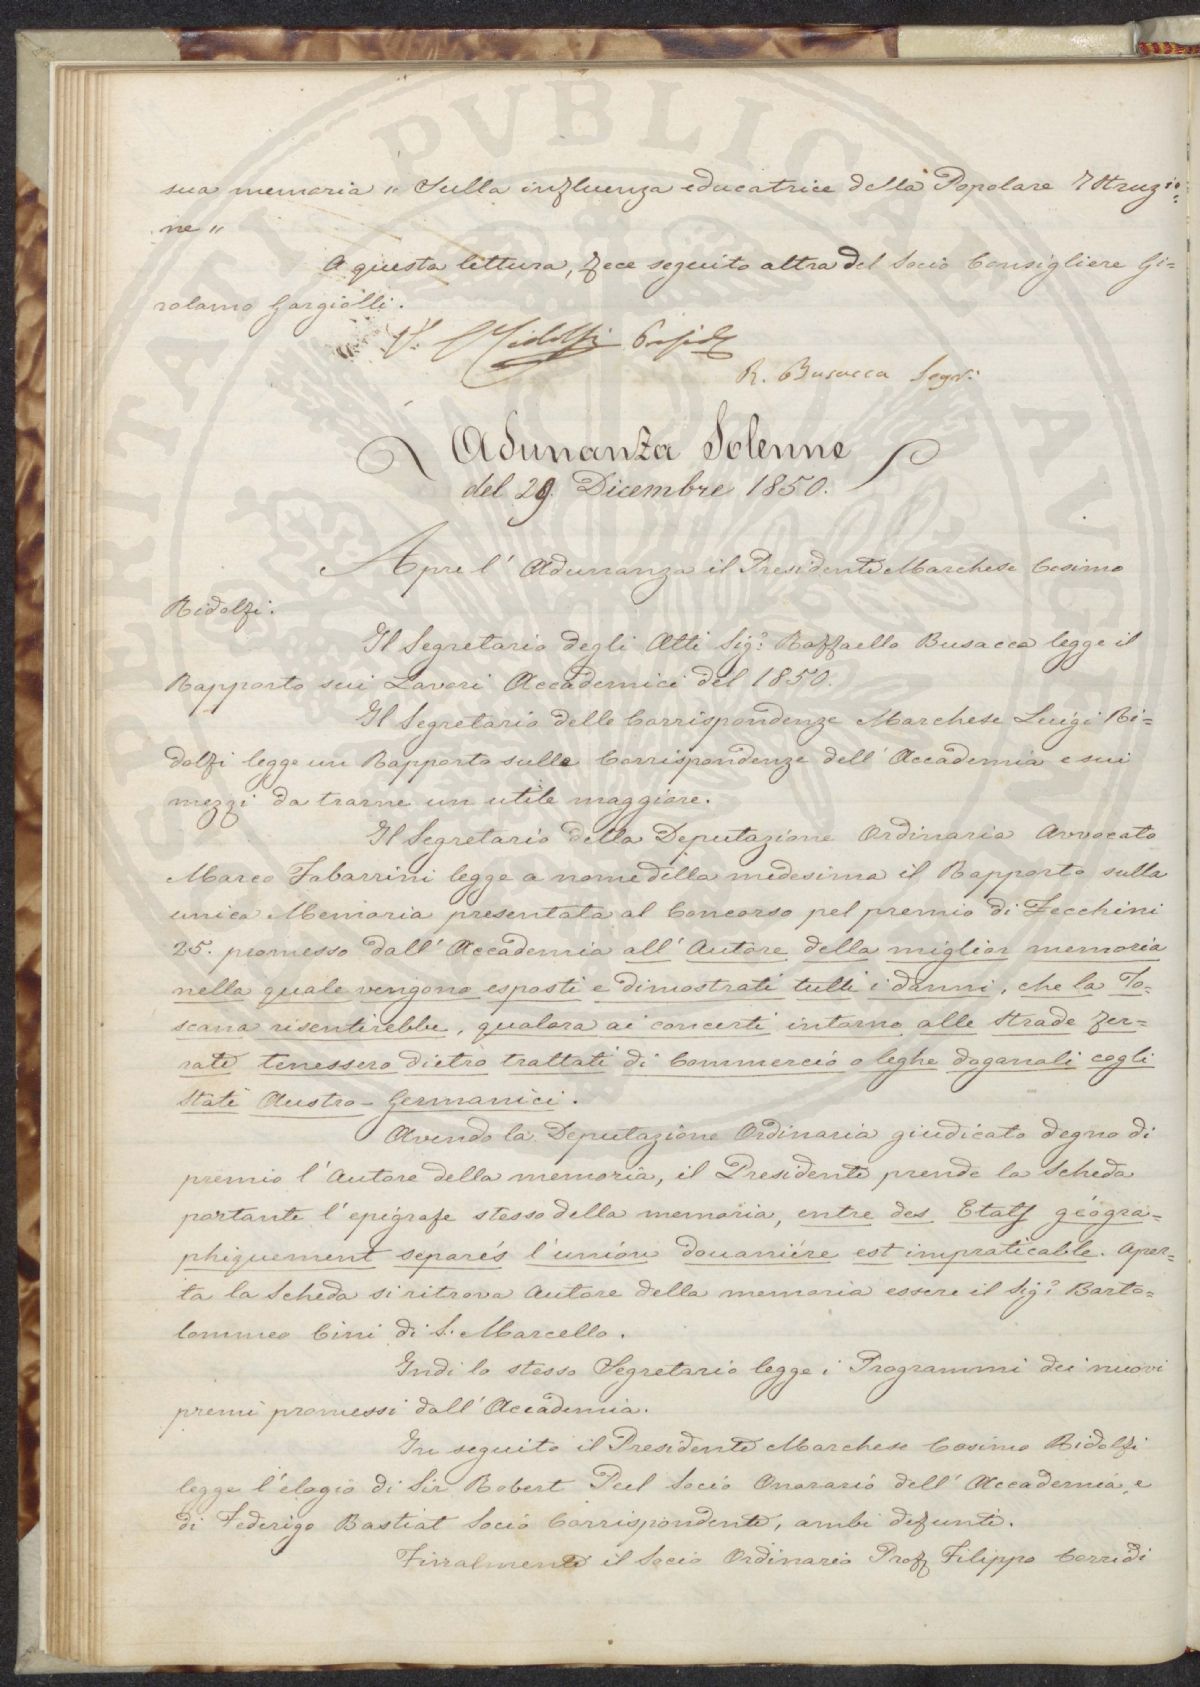 sua memoria „ Sulla influenza educatrice della Popolare Istruzio=
ne „
A questa lettura, fece seguito altra del Socio Consigliere Gi=
rolamo Gargiolli.
V. C Ridolfi Presid
R. Busacca Segr.
Adunanza Solenne
del 29. Dicembre 1850.
Apre l' Adunanza il Presidente Marchese Cosimo
Ridolfi.
Il Segretario degli Atti Sig.r Raffaello Busacca legge il
Rapporto sui Lavori Accademici del 1850.
Il Segretario delle Corrispondenze Marchese Luigi Ri=
dolfi legge un Rapporto sulle Corrispondenze dell' Accademia e sui
mezzi da trarne un utile maggiore.
Il Segretario della Deputazione Ordinaria Avvocato
Marco Tabarrini legge a nome della medesima il Rapporto sulla
unica Memoria presentata al Concorso pel premio di Zecchini
25. promesso dall' Accademia all' Autore della miglior memoria
nella quale vengono esposti e dimostrati tutti i danni, che la To=
scana risentirebbe, qualora ai concerti intorno alle strade fer=
rate tenessero dietro trattati di Commercio o leghe doganali cogli
stati Austro-Germanici.
Avendo la Deputazione Ordinaria giudicato degno di
premio l' Autore della memoria, il Presidente prende la scheda
portante l' epigrafe stessa della memoria, entre des Etats géogra=
phiquement separés l' unión douaniére est impraticable. Aper=
ta la Scheda si ritrova Autore della memoria essere il Sig.r Barto=
lommeo Cini di S. Marcello.
Indi lo stesso Segretario legge i Programmi dei nuovi
premi promessi dall' Accademia.
In seguito il Presidente Marchese Cosimo Ridolfi
legge l' elogio di Sir Robert Peel Socio Onorario dell' Accademia, e
di Federigo Bastiat Socio Corrispondente, ambi defunti.
Finalmente il Socio Ordinario Prof Filippo Corridi
PVBLICAE